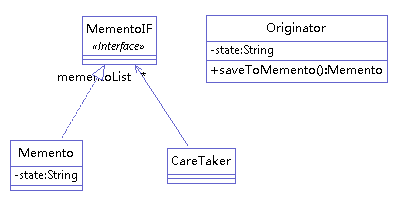 MementoIF
«Interface»
Originator
-state:String
+saveToMemento():Memento
mementoList
*
Memento
-state:String
CareTaker